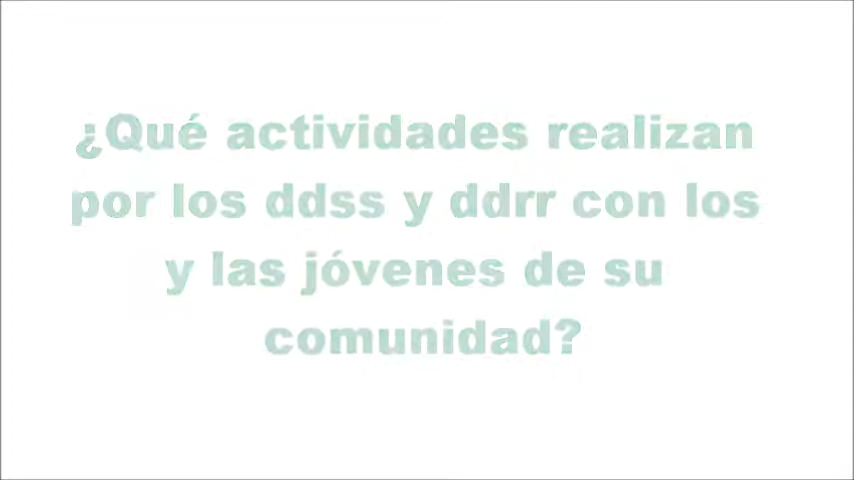 ¿Qué actividades realizan
por los ddss y ddrr con los
y las jóvenes de su
comunidad?